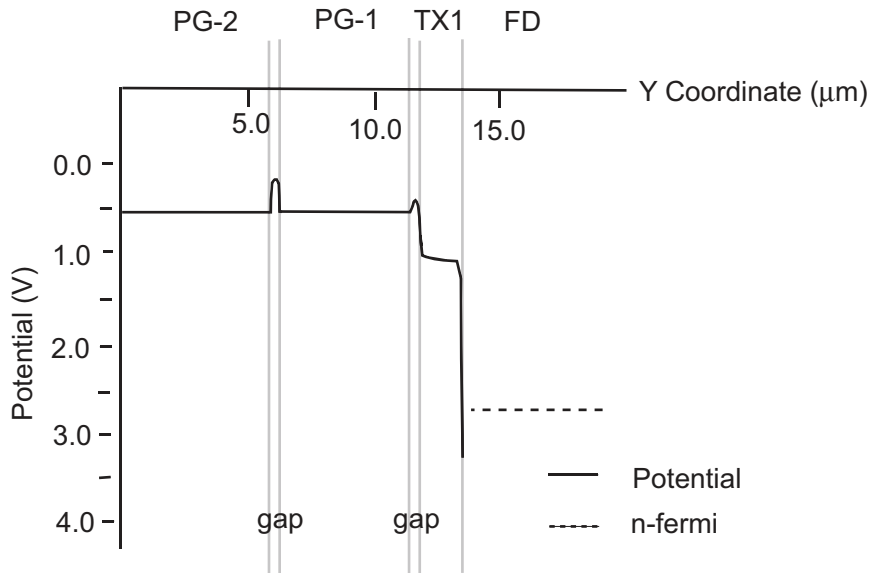 PG-2 PG-1 TX1 FD
Y Coordinate (μm)
5.0 10.0 15.0
0.0
1.0
2.0
3.0
4.0
Potential (V)
gap gap
Potential
n-fermi